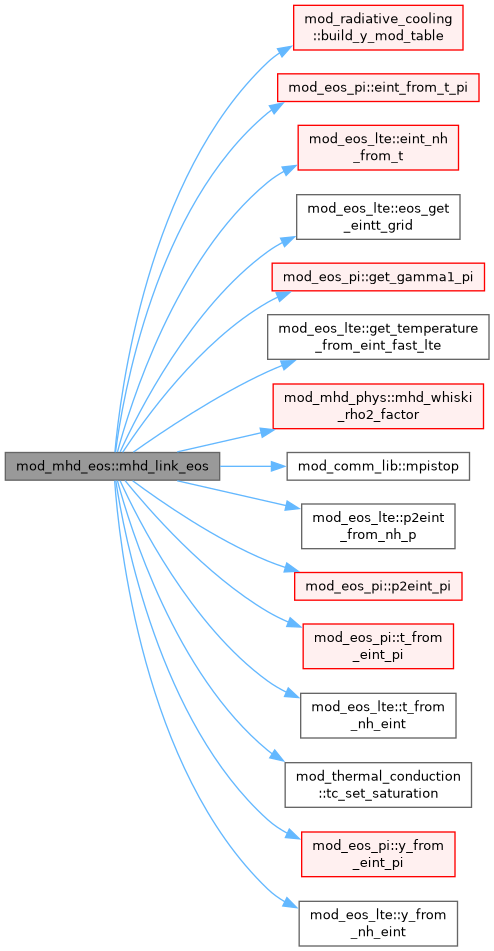 mod_radiative_cooling
::build_y_mod_table
mod_eos_pi::eint_from_t_pi
mod_eos_lte::eint_nh
_from_t
mod_eos_lte::eos_get
_eintt_grid
mod_eos_pi::get_gamma1_pi
mod_eos_lte::get_temperature
_from_eint_fast_lte
mod_mhd_phys::mhd_whiski
_rho2_factor
mod_mhd_eos::mhd_link_eos
mod_comm_lib::mpistop
mod_eos_lte::p2eint
_from_nh_p
mod_eos_pi::p2eint_pi
mod_eos_pi::t_from
_eint_pi
mod_eos_lte::t_from
_nh_eint
mod_thermal_conduction
::tc_set_saturation
mod_eos_pi::y_from
_eint_pi
mod_eos_lte::y_from
_nh_eint